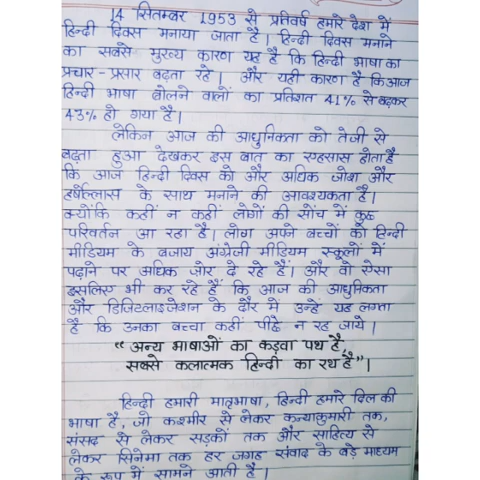 14 सितम्बर 1953 से प्रतिवर्ष हमारे देश में
हिन्दी दिवस मनाया जाता है। हिन्दी दिवस मनाने
का सबसे मुख्य कारण यह है कि हिन्दी भाषा का
प्रचार-प्रसार बढ़ता रहे। और यही कारण है कि आज
हिन्दी भाषा बोलने वालों का प्रतिशत 41% से बढ़कर
43% हो गया है।
लेकिन आज की आधुनिकता को तेजी से
बढ़ता हुआ देखकर इस बात का एहसास होता है
कि आज हिन्दी दिवस को और अधिक जोश और
हर्षोल्लास के साथ मनाने की आवश्यकता है।
क्योंकि कहीं न कहीं लोगों की सोंच में कुछ
परिवर्तन आ रहा है। लोग अपने बच्चों को हिन्दी
मीडियम के बजाय अंग्रेजी मीडियम स्कूलों में
पढ़ाने पर अधिक ज़ोर दे रहे हैं। और वो ऐसा
इसलिए भी कर रहे हैं कि आज की आधुनिकता
और डिजिटलाइजेशन के दौर में उन्हें यह लगता
है कि उनका बच्चा कहीं पीछे न रह जाये।
"अन्य भाषाओं का कड़वा पथ है,
सबसे कलात्मक हिन्दी का रथ है"।
हिन्दी हमारी मातृभाषा, हिन्दी हमारे दिल की
भाषा है, जो कश्मीर से लेकर कन्याकुमारी तक,
संसद से लेकर सड़कों तक और साहित्य से
लेकर सिनेमा तक हर जगह संवाद के बड़े माध्यम
के रूप में सामने आती है।